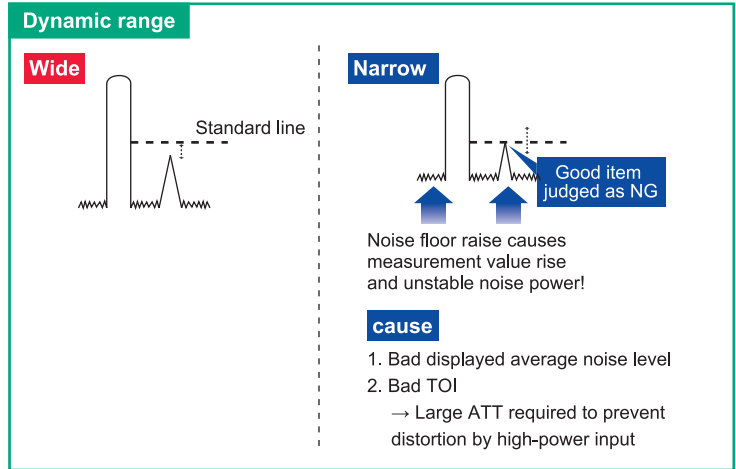 Dynamic range
Wide
Standard line
Narrow
Good item
judged as NG
Noise floor raise causes
measurement value rise
and unstable noise power!
cause
1. Bad displayed average noise level
2. Bad TOI
→ Large ATT required to prevent
distortion by high-power input